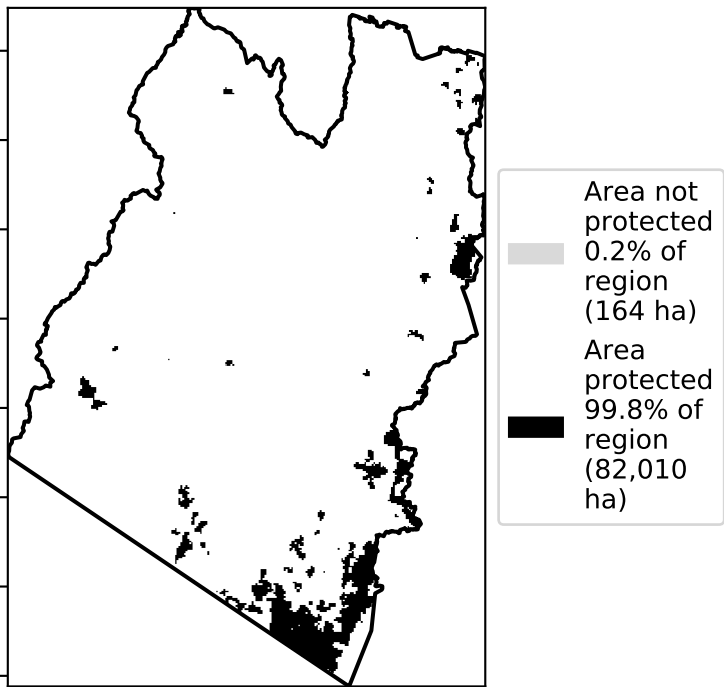 Area not
protected
0.2% of
region
(164 ha)
Area
protected
99.8% of
region
(82,010
ha)